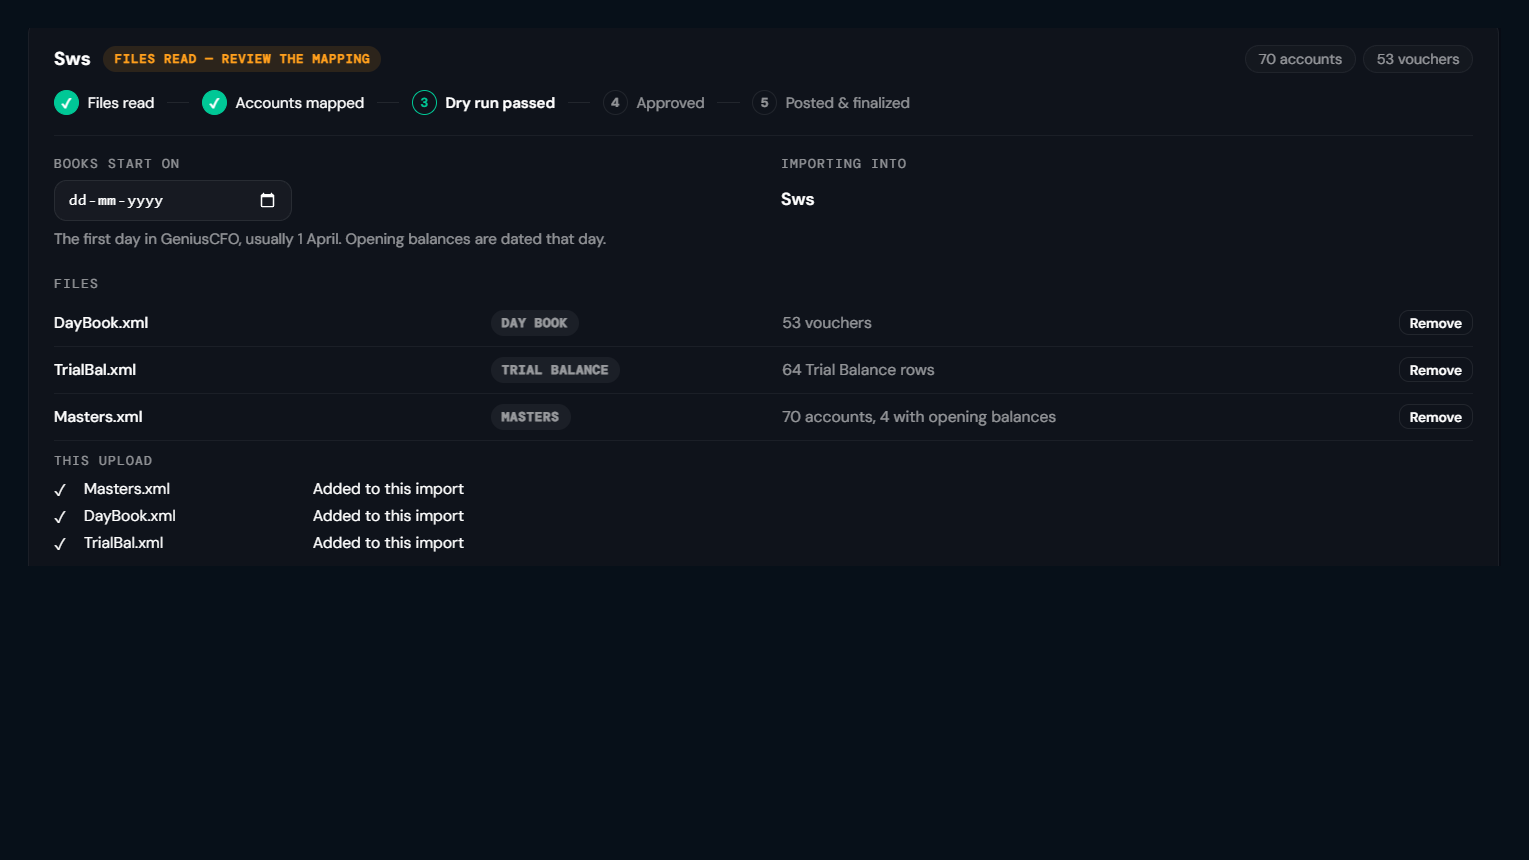 Sws FILES READ — REVIEW THE MAPPING 70 accounts 53 vouchers
✓ Files read ✓ Accounts mapped 3 Dry run passed 4 Approved 5 Posted & finalized
BOOKS START ON IMPORTING INTO
dd-mm-yyyy Sws
The first day in GeniusCFO, usually 1 April. Opening balances are dated that day.
FILES
DayBook.xml DAY BOOK 53 vouchers Remove
TrialBal.xml TRIAL BALANCE 64 Trial Balance rows Remove
Masters.xml MASTERS 70 accounts, 4 with opening balances Remove
THIS UPLOAD
✓ Masters.xml Added to this import
✓ DayBook.xml Added to this import
✓ TrialBal.xml Added to this import